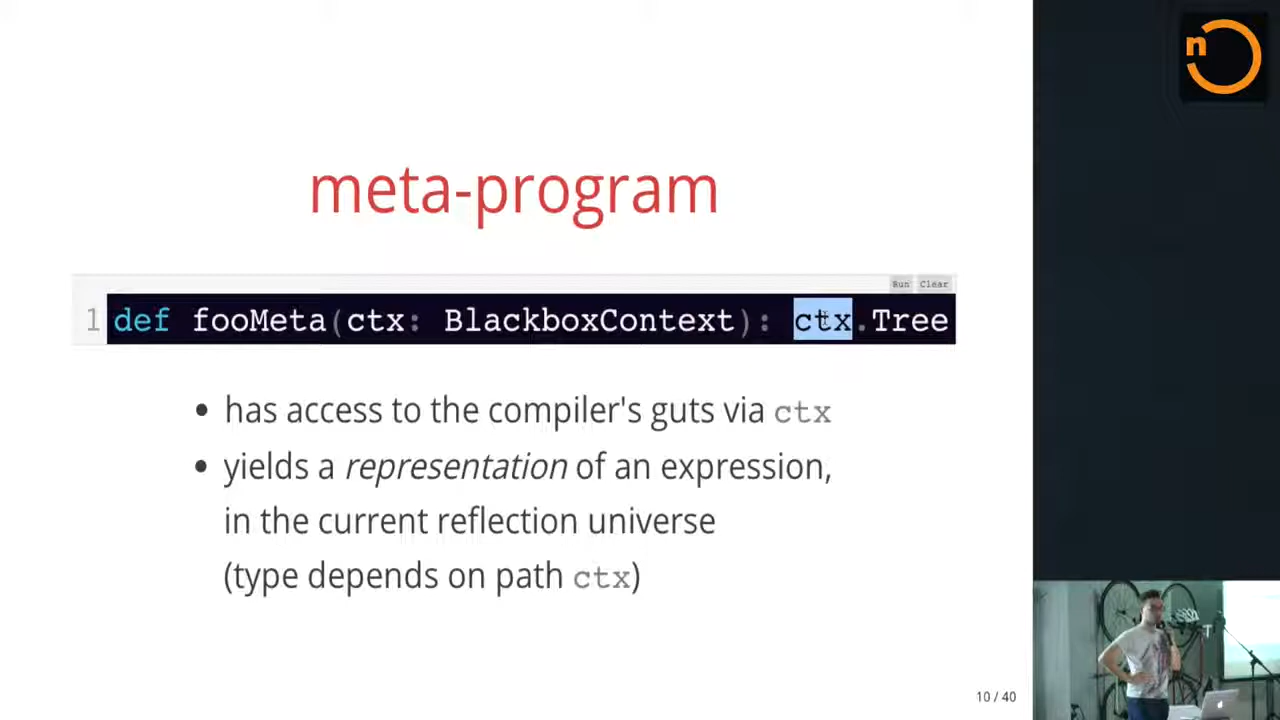 n
meta-program
Run Clear
1 def fooMeta(ctx: BlackboxContext): ctx.Tree
• has access to the compiler's guts via ctx
• yields a representation of an expression,
in the current reflection universe
(type depends on path ctx)
10 / 40